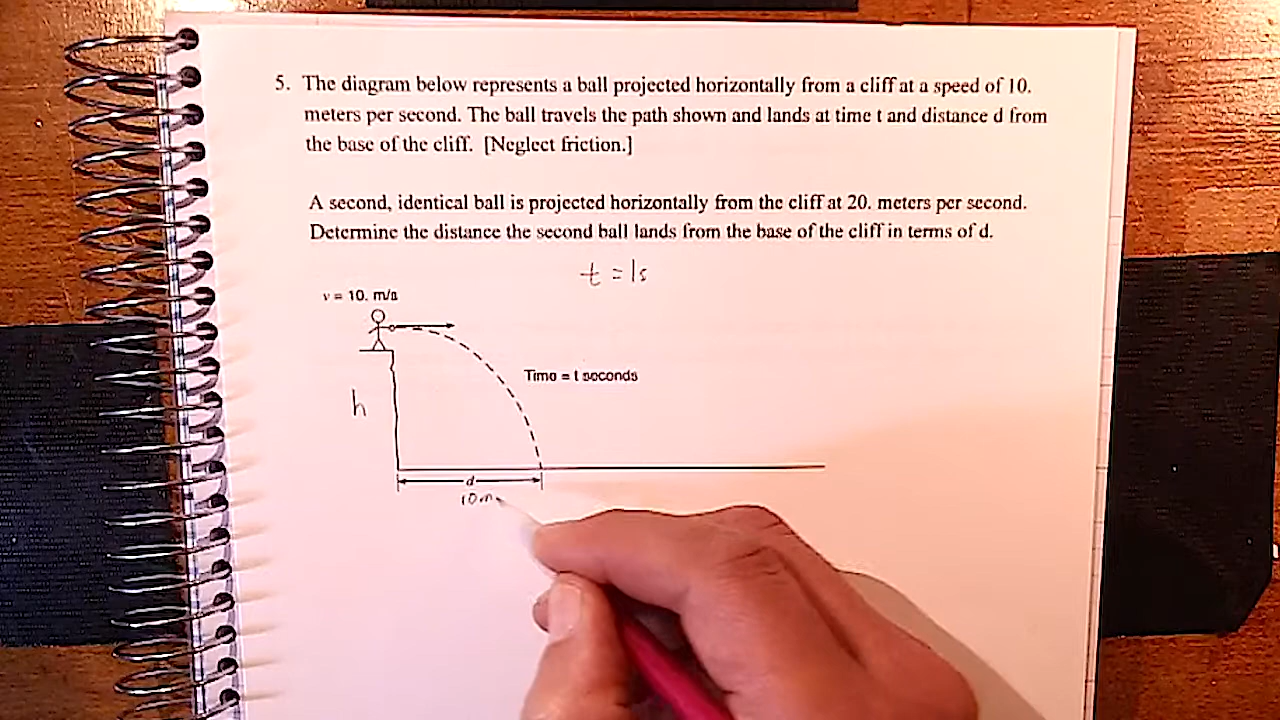 5. The diagram below represents a ball projected horizontally from a cliff at a speed of 10.
meters per second. The ball travels the path shown and lands at time t and distance d from
the base of the cliff. [Neglect friction.]
A second, identical ball is projected horizontally from the cliff at 20. meters per second.
Determine the distance the second ball lands from the base of the cliff in terms of d.
t = 1s
v = 10. m/s
Time = t seconds
h
d
10m